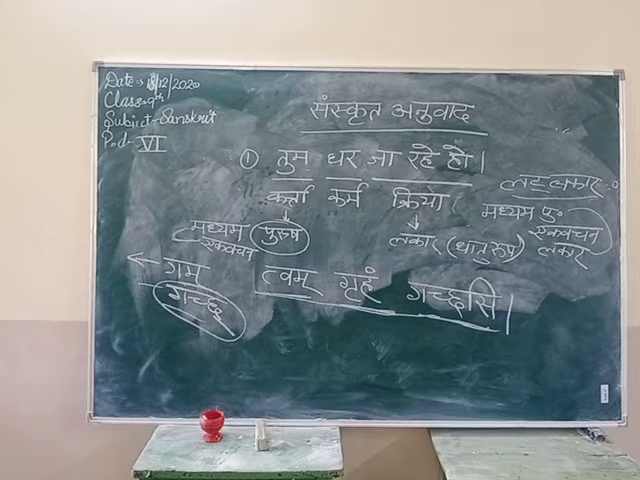 Date → 8/12/2020
Class → 9th
Subject - Sanskrit
Pd - VI
संस्कृत अनुवाद
① तुम घर जा रहे हो।
कर्त्ता कर्म क्रिया
मध्यम एकवचन पुरुष
लकार (धातु रूप)
लट् लकार
मध्यम पु॰
एकवचन
लकार
← गम्
गच्छ्
त्वम् गृहं गच्छसि।